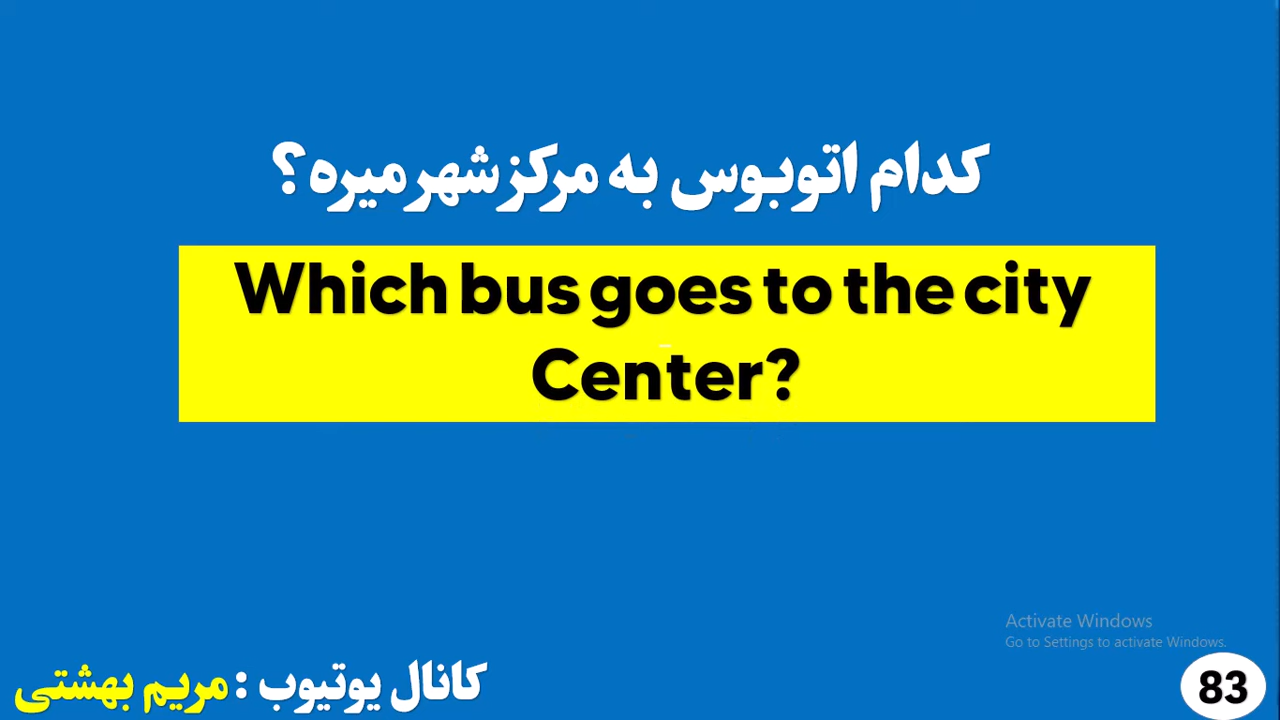 کدام اتوبوس به مرکز شهر میره ؟
Which bus goes to the city
Center?
Activate Windows
Go to Settings to activate Windows.
کانال یوتیوب : مریم بهشتی
83